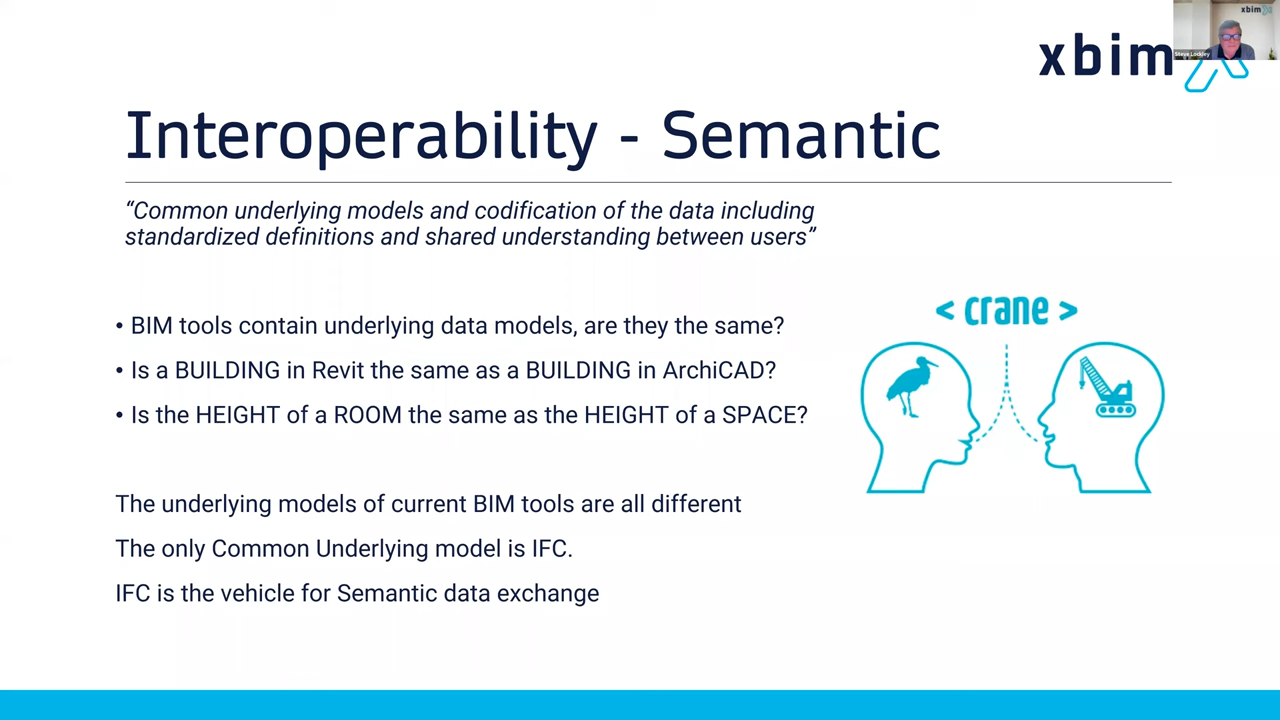 xbim
xbim
Steve Lockley
Interoperability - Semantic
“Common underlying models and codification of the data including
standardized definitions and shared understanding between users”
• BIM tools contain underlying data models, are they the same?
• Is a BUILDING in Revit the same as a BUILDING in ArchiCAD?
• Is the HEIGHT of a ROOM the same as the HEIGHT of a SPACE?
< crane >
The underlying models of current BIM tools are all different
The only Common Underlying model is IFC.
IFC is the vehicle for Semantic data exchange